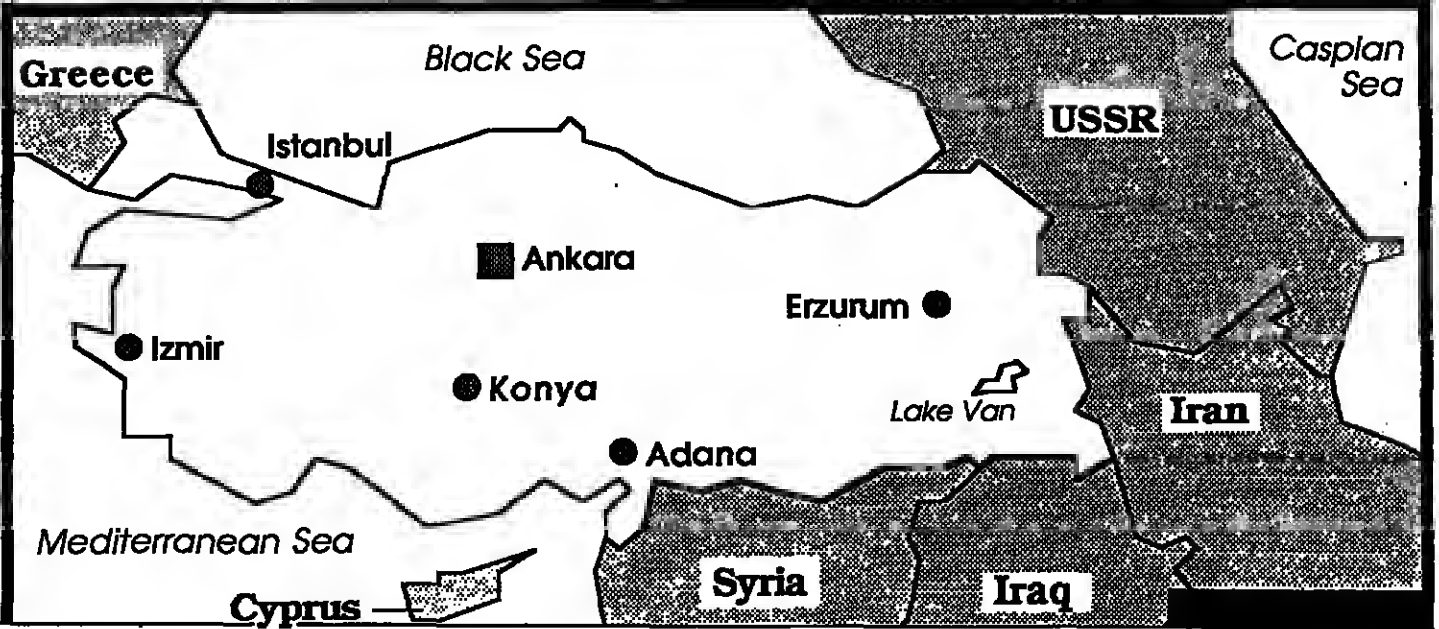 Black Sea
Casplan
Sea
Greece
USSR
Istanbul
Ankara
Erzurum
Izmir
Konya
Lake Van
Iran
Adana
Mediterranean Sea
Syria
Iraq
Cyprus